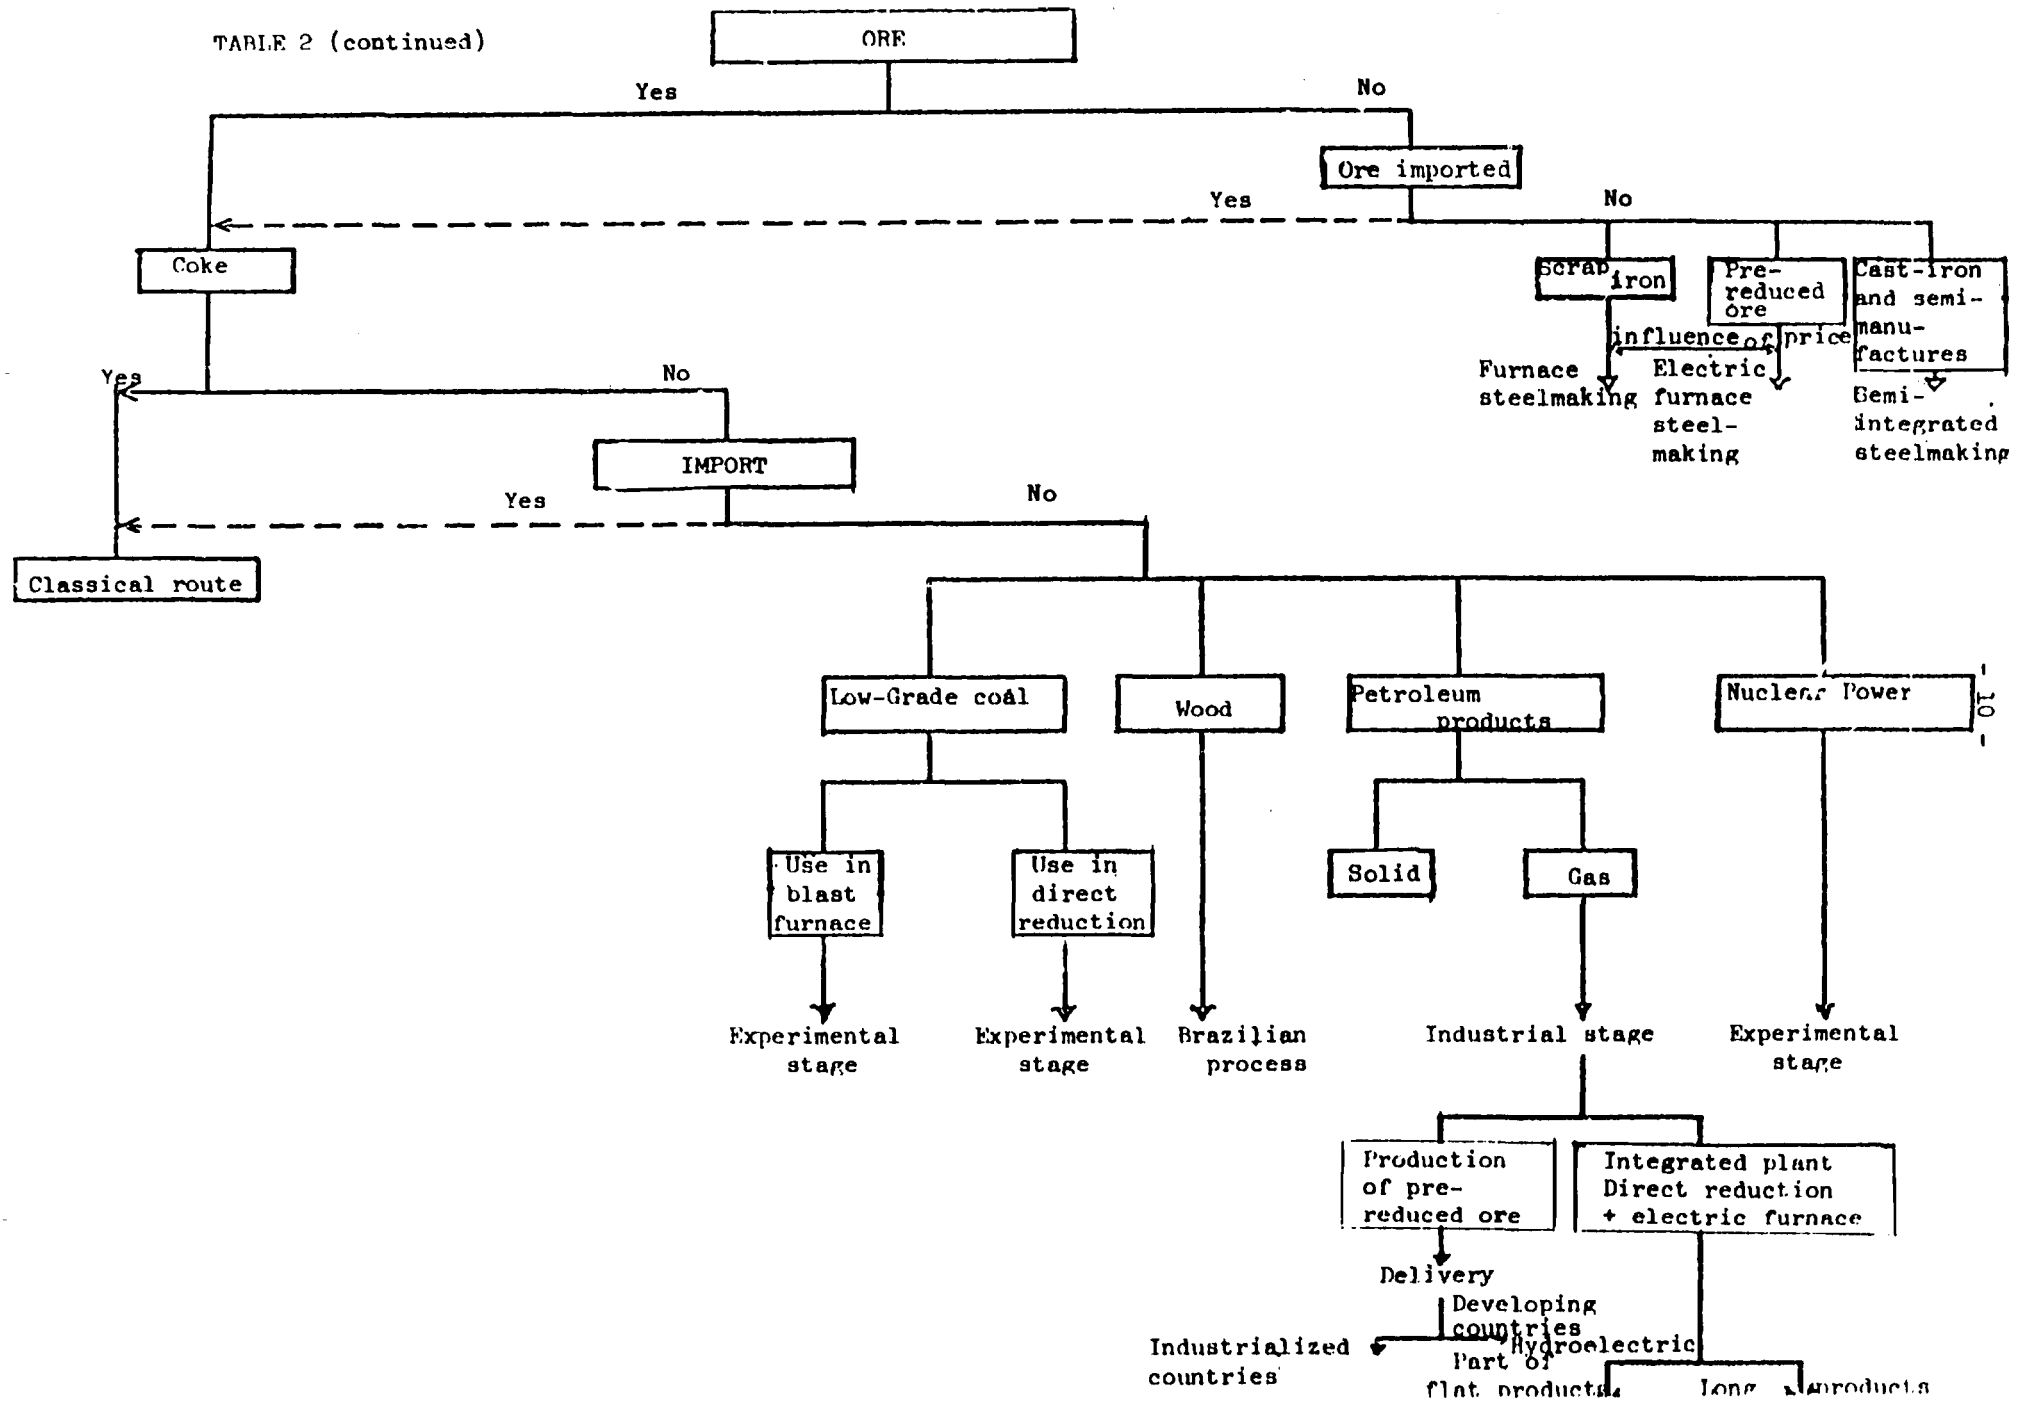 TABLE 2 (continued)
ORE
Yes
No
Ore imported
Yes
No
Coke
Scrap
iron
Pre-
reduced
ore
Cast-iron
and semi-
manu-
factures
influence of price
Furnace
steelmaking
Electric
furnace
steel-
making
Semi-
integrated
steelmaking
Yes
No
IMPORT
Yes
No
Classical route
Low-Grade coal
Wood
Petroleum
products
Nuclear Power
- 10 -
Use in
blast
furnace
Use in
direct
reduction
Solid
Gas
Experimental
stage
Experimental
stage
Brazilian
process
Industrial stage
Experimental
stage
Production
of pre-
reduced ore
Integrated plant
Direct reduction
+ electric furnace
Delivery
Developing
countries
Hydroelectric
Industrialized
countries
Part of
flat products
Long products